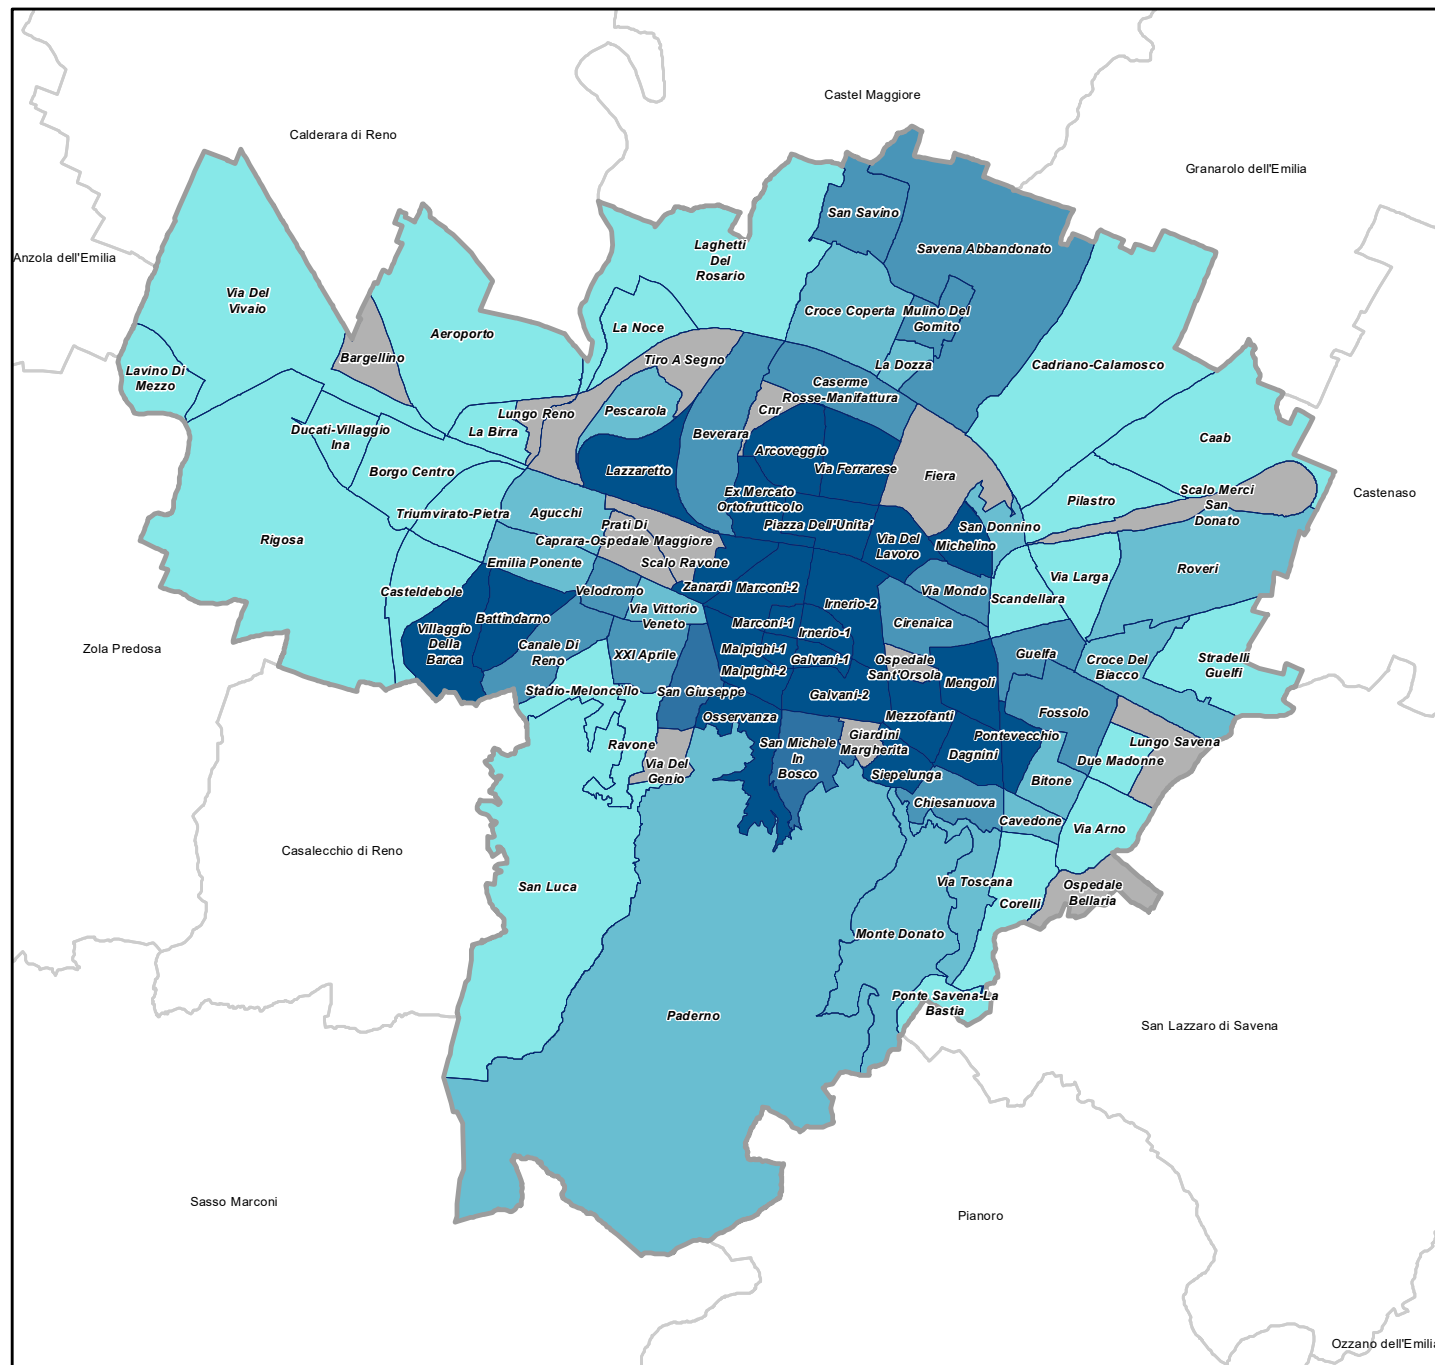 Castel Maggiore
Calderara di Reno
Granarolo dell'Emilia
San Savino
Laghetti
Del
Rosario
Savena Abbandonato
Anzola dell'Emilia
Via Del
Vivaio
Croce Coperta
Mulino Del
Gomito
La Noce
Aeroporto
Bargellino
Tiro A Segno
La Dozza
Cadriano-Calamosco
Lavino Di
Mezzo
Caserme
Rosse-Manifattura
Cnr
Pescarola
Lungo Reno
La Birra
Beverara
Ducati-Villaggio
Ina
Caab
Arcoveggio
Borgo Centro
Lazzaretto
Via Ferrarese
Fiera
Scalo Merci
San
Donato
Castenaso
Ex Mercato
Ortofrutticolo
Pilastro
Triumvirato-Pietra
Agucchi
Prati Di
Caprara-Ospedale Maggiore
Piazza Dell'Unita'
San Donnino
Via Del
Lavoro
Michelino
Rigosa
Emilia Ponente
Scalo Ravone
Via Larga
Roveri
Casteldebole
Velodromo
Zanardi
Marconi-2
Via Mondo
Scandellara
Irnerio-2
Via Vittorio
Veneto
Battindarno
Marconi-1
Irnerio-1
Cirenaica
Villaggio
Della
Barca
Canale Di
Reno
XXI Aprile
Malpighi-1
Galvani-1
Ospedale
Sant'Orsola
Guelfa
Croce Del
Biacco
Stradelli
Guelfi
Zola Predosa
Malpighi-2
Mengoli
Stadio-Meloncello
San Giuseppe
Galvani-2
Osservanza
Mezzofanti
Fossolo
Ravone
San Michele
In
Bosco
Giardini
Margherita
Pontevecchio
Lungo Savena
Via Del
Genio
Dagnini
Due Madonne
Siepelunga
Bitone
Chiesanuova
Cavedone
Via Arno
Casalecchio di Reno
San Luca
Via Toscana
Corelli
Ospedale
Bellaria
Monte Donato
Ponte Savena-La
Bastia
Paderno
San Lazzaro di Savena
Sasso Marconi
Pianoro
Ozzano dell'Emilia